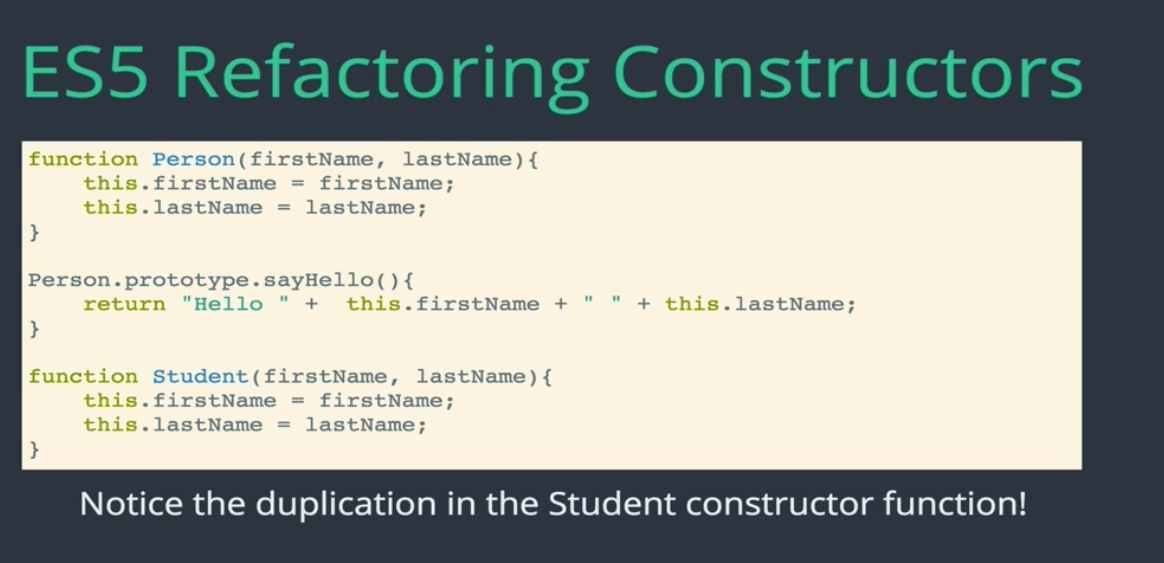 ES5 Refactoring Constructors
function Person(firstName, lastName){
    this.firstName = firstName;
    this.lastName = lastName;
}
Person.prototype.sayHello(){
    return "Hello " +  this.firstName + " " + this.lastName;
}
function Student(firstName, lastName){
    this.firstName = firstName;
    this.lastName = lastName;
}
Notice the duplication in the Student constructor function!